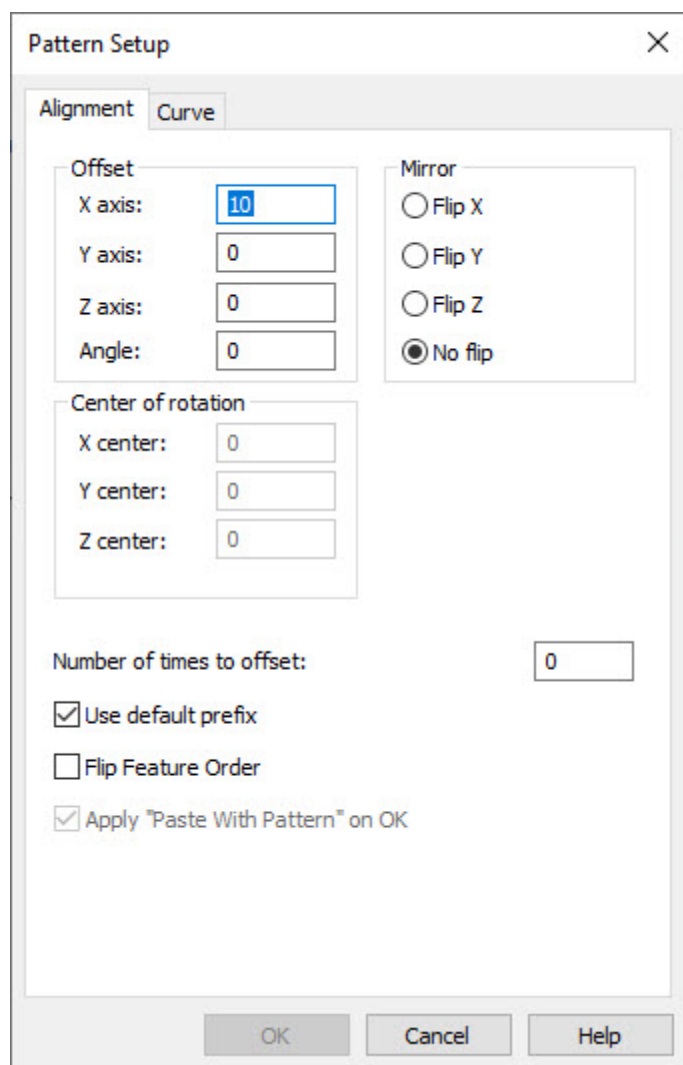 Pattern Setup
Alignment
Curve
Offset
X axis: 10
Y axis: 0
Z axis: 0
Angle: 0
Mirror
Flip X
Flip Y
Flip Z
No flip
Center of rotation
X center: 0
Y center: 0
Z center: 0
Number of times to offset: 0
Use default prefix
Flip Feature Order
Apply "Paste With Pattern" on OK
OK
Cancel
Help